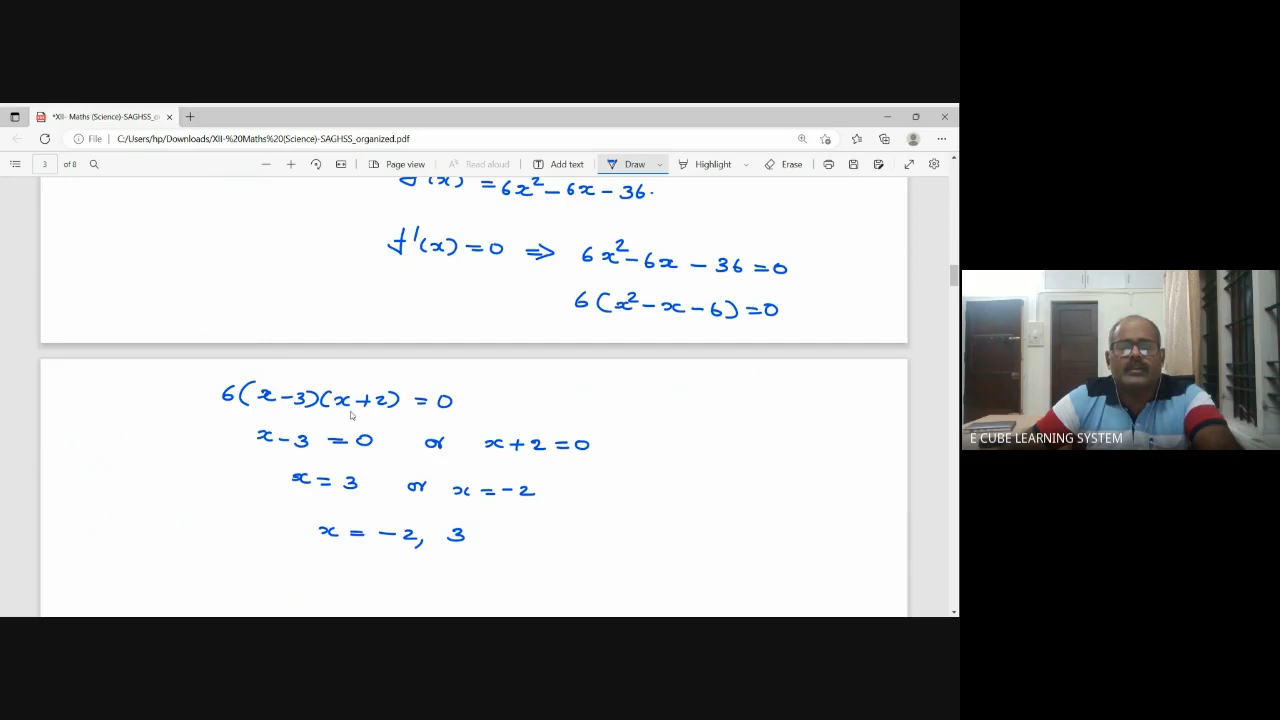 *XII- Maths (Science)-SAGHSS_o
File C:/Users/hp/Downloads/XII-%20Maths%20(Science)-SAGHSS_organized.pdf
3 of 8 Page view Read aloud Add text Draw Highlight Erase
f'(x) = 6x² - 6x - 36.
f'(x) = 0 ⇒ 6x² - 6x - 36 = 0
6(x² - x - 6) = 0
6(x-3)(x+2) = 0
x - 3 = 0 or x + 2 = 0
x = 3 or x = -2
x = -2, 3
E CUBE LEARNING SYSTEM